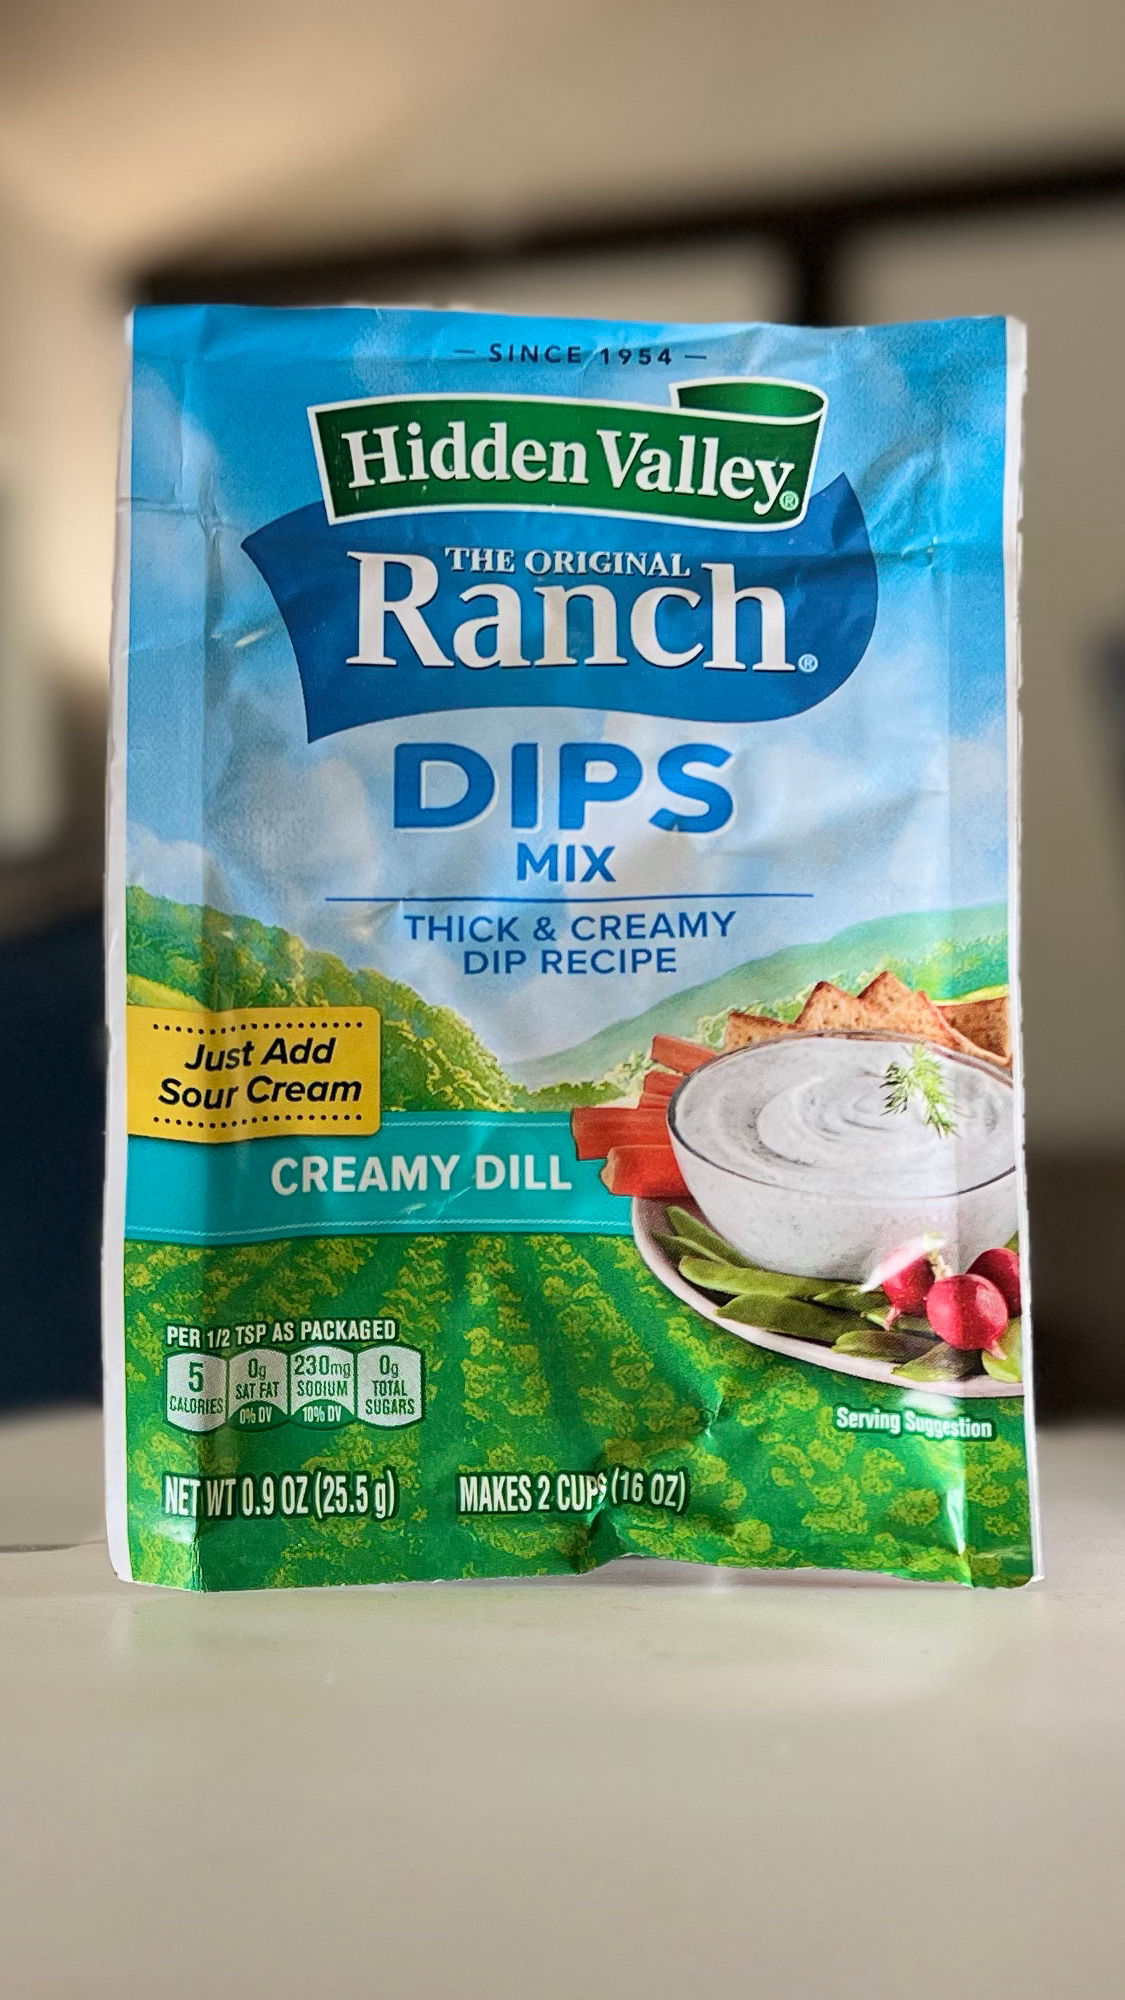 — SINCE 1954 —
Hidden Valley®
THE ORIGINAL
Ranch®
DIPS
MIX
THICK & CREAMY
DIP RECIPE
Just Add
Sour Cream
CREAMY DILL
PER 1/2 TSP AS PACKAGED
5 CALORIES
0g SAT FAT 0% DV
230mg SODIUM 10% DV
0g TOTAL SUGARS
Serving Suggestion
NET WT 0.9 OZ (25.5 g)
MAKES 2 CUPS (16 OZ)